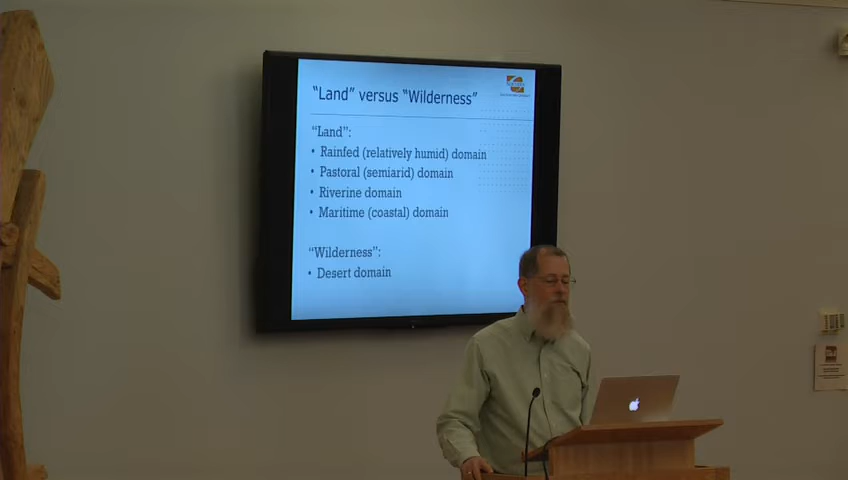 “Land” versus “Wilderness”
“Land”:
• Rainfed (relatively humid) domain
• Pastoral (semiarid) domain
• Riverine domain
• Maritime (coastal) domain
“Wilderness”:
• Desert domain